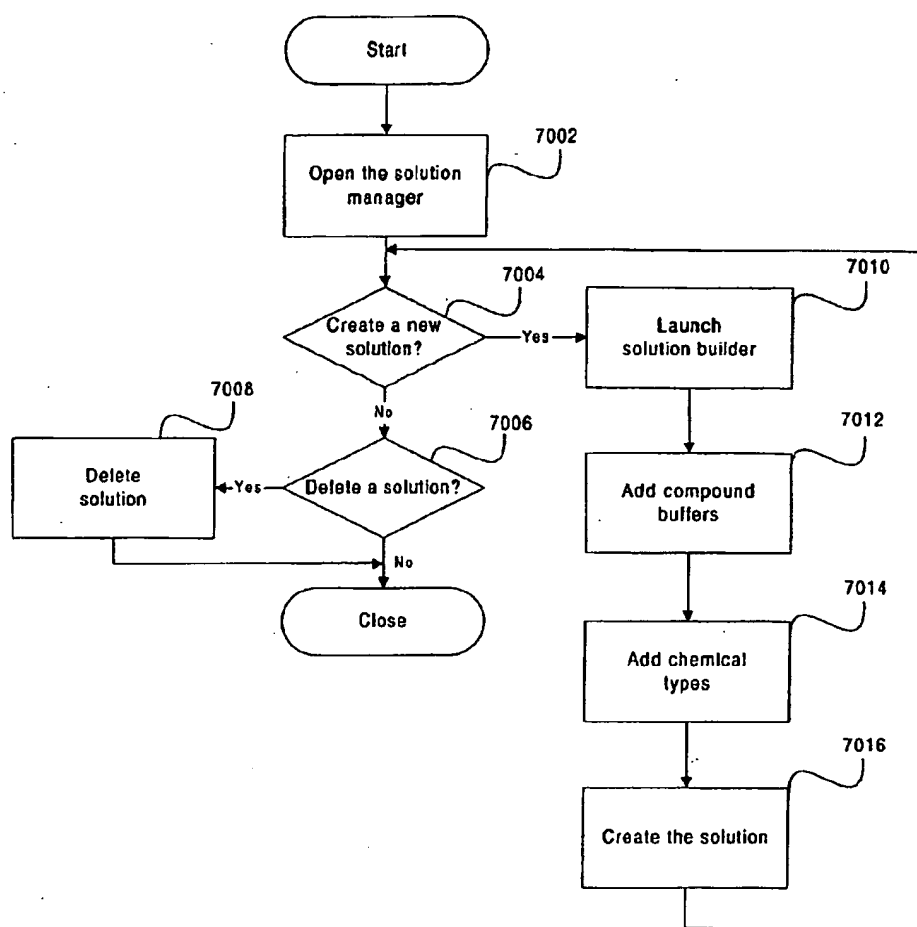 Start
7002
Open the solution
manager
7004
Create a new
solution?
Yes
7010
Launch
solution builder
No
7008
Delete
solution
Yes
7006
Delete a solution?
No
Close
7012
Add compound
buffers
7014
Add chemical
types
7016
Create the solution